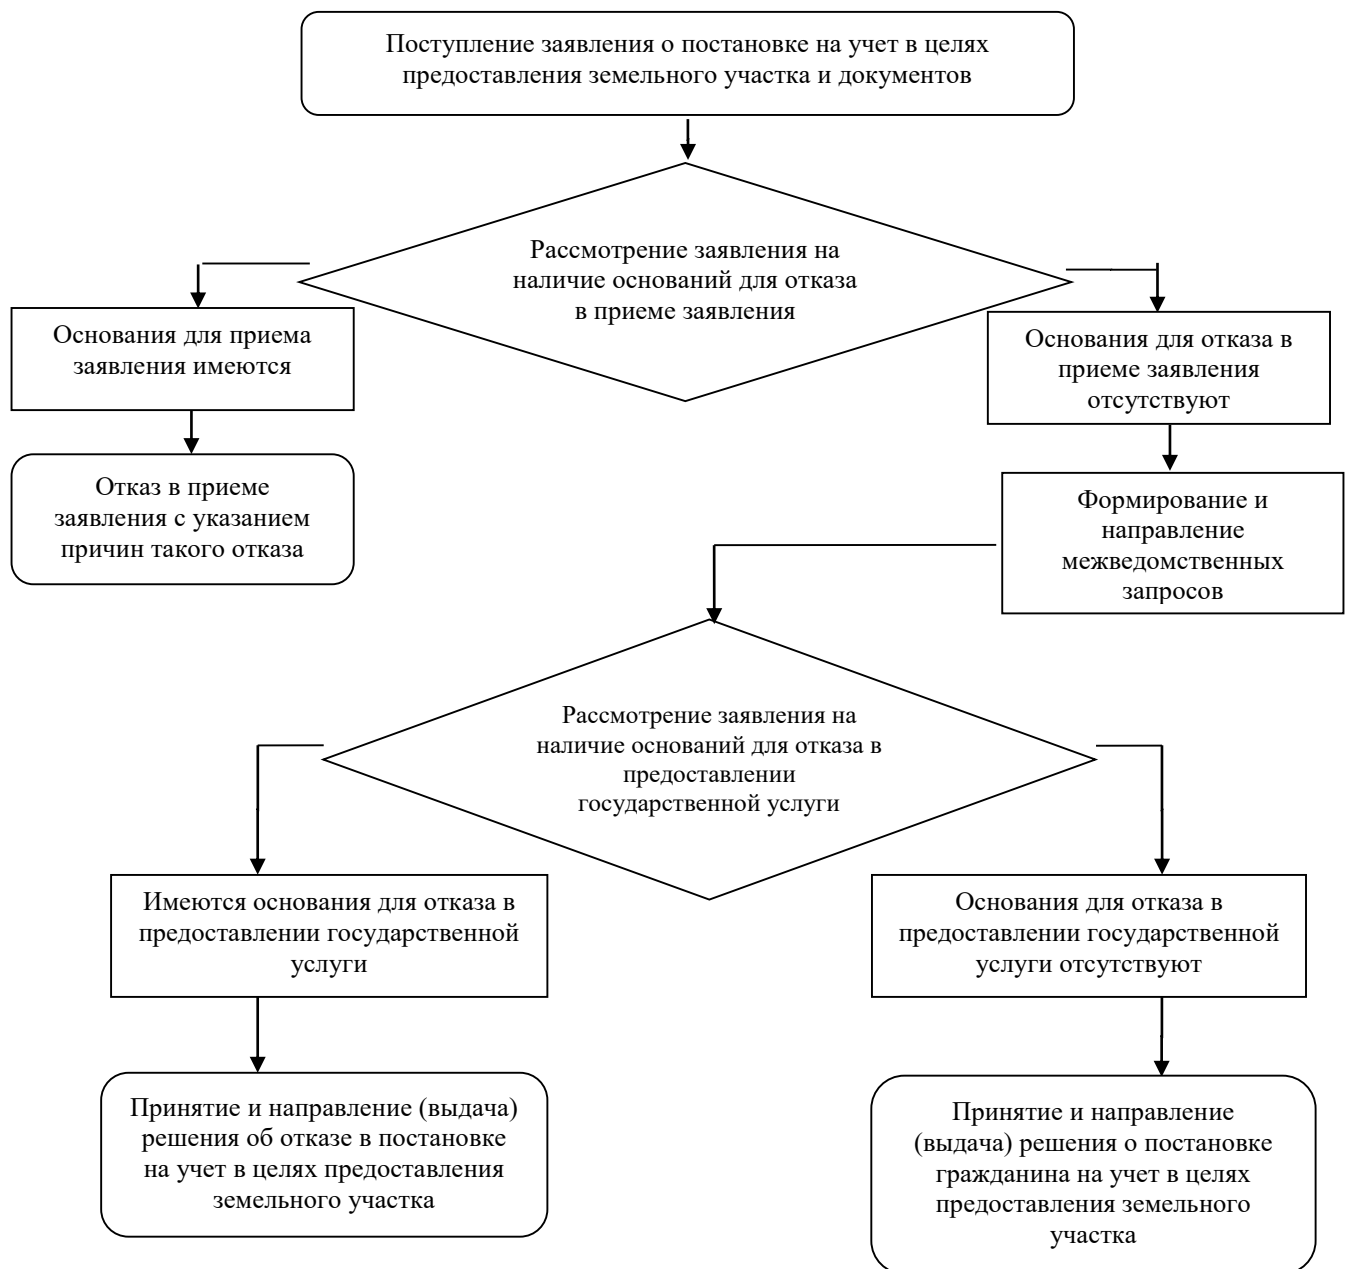 Поступление заявления о постановке на учет в целях
предоставления земельного участка и документов
Рассмотрение заявления на
наличие оснований для отказа
в приеме заявления
Основания для приема
заявления имеются
Основания для отказа в
приеме заявления
отсутствуют
Отказ в приеме
заявления с указанием
причин такого отказа
Формирование и
направление
межведомственных
запросов
Рассмотрение заявления на
наличие оснований для отказа в
предоставлении
государственной услуги
Имеются основания для отказа в
предоставлении государственной
услуги
Основания для отказа в
предоставлении государственной
услуги отсутствуют
Принятие и направление (выдача)
решения об отказе в постановке
на учет в целях предоставления
земельного участка
Принятие и направление
(выдача) решения о постановке
гражданина на учет в целях
предоставления земельного
участка